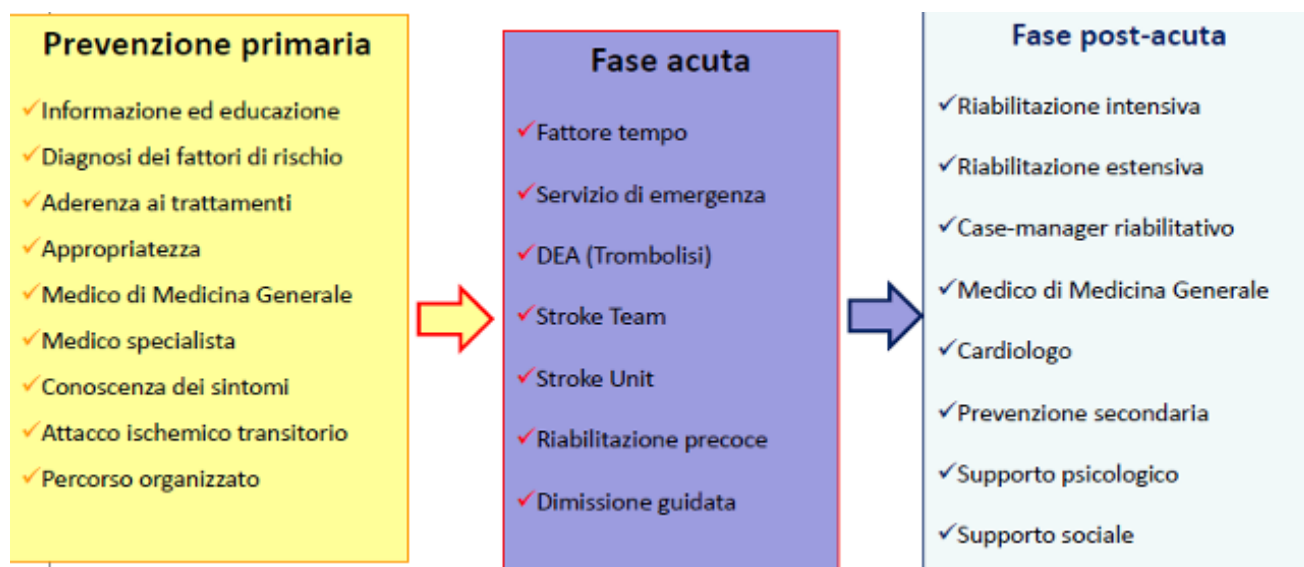 Prevenzione primaria
Informazione ed educazione
Diagnosi dei fattori di rischio
Aderenza ai trattamenti
Appropriatezza
Medico di Medicina Generale
Medico specialista
Conoscenza dei sintomi
Attacco ischemico transitorio
Percorso organizzato
Fase acuta
Fattore tempo
Servizio di emergenza
DEA (Trombolisi)
Stroke Team
Stroke Unit
Riabilitazione precoce
Dimissione guidata
Fase post-acuta
Riabilitazione intensiva
Riabilitazione estensiva
Case-manager riabilitativo
Medico di Medicina Generale
Cardiologo
Prevenzione secondaria
Supporto psicologico
Supporto sociale